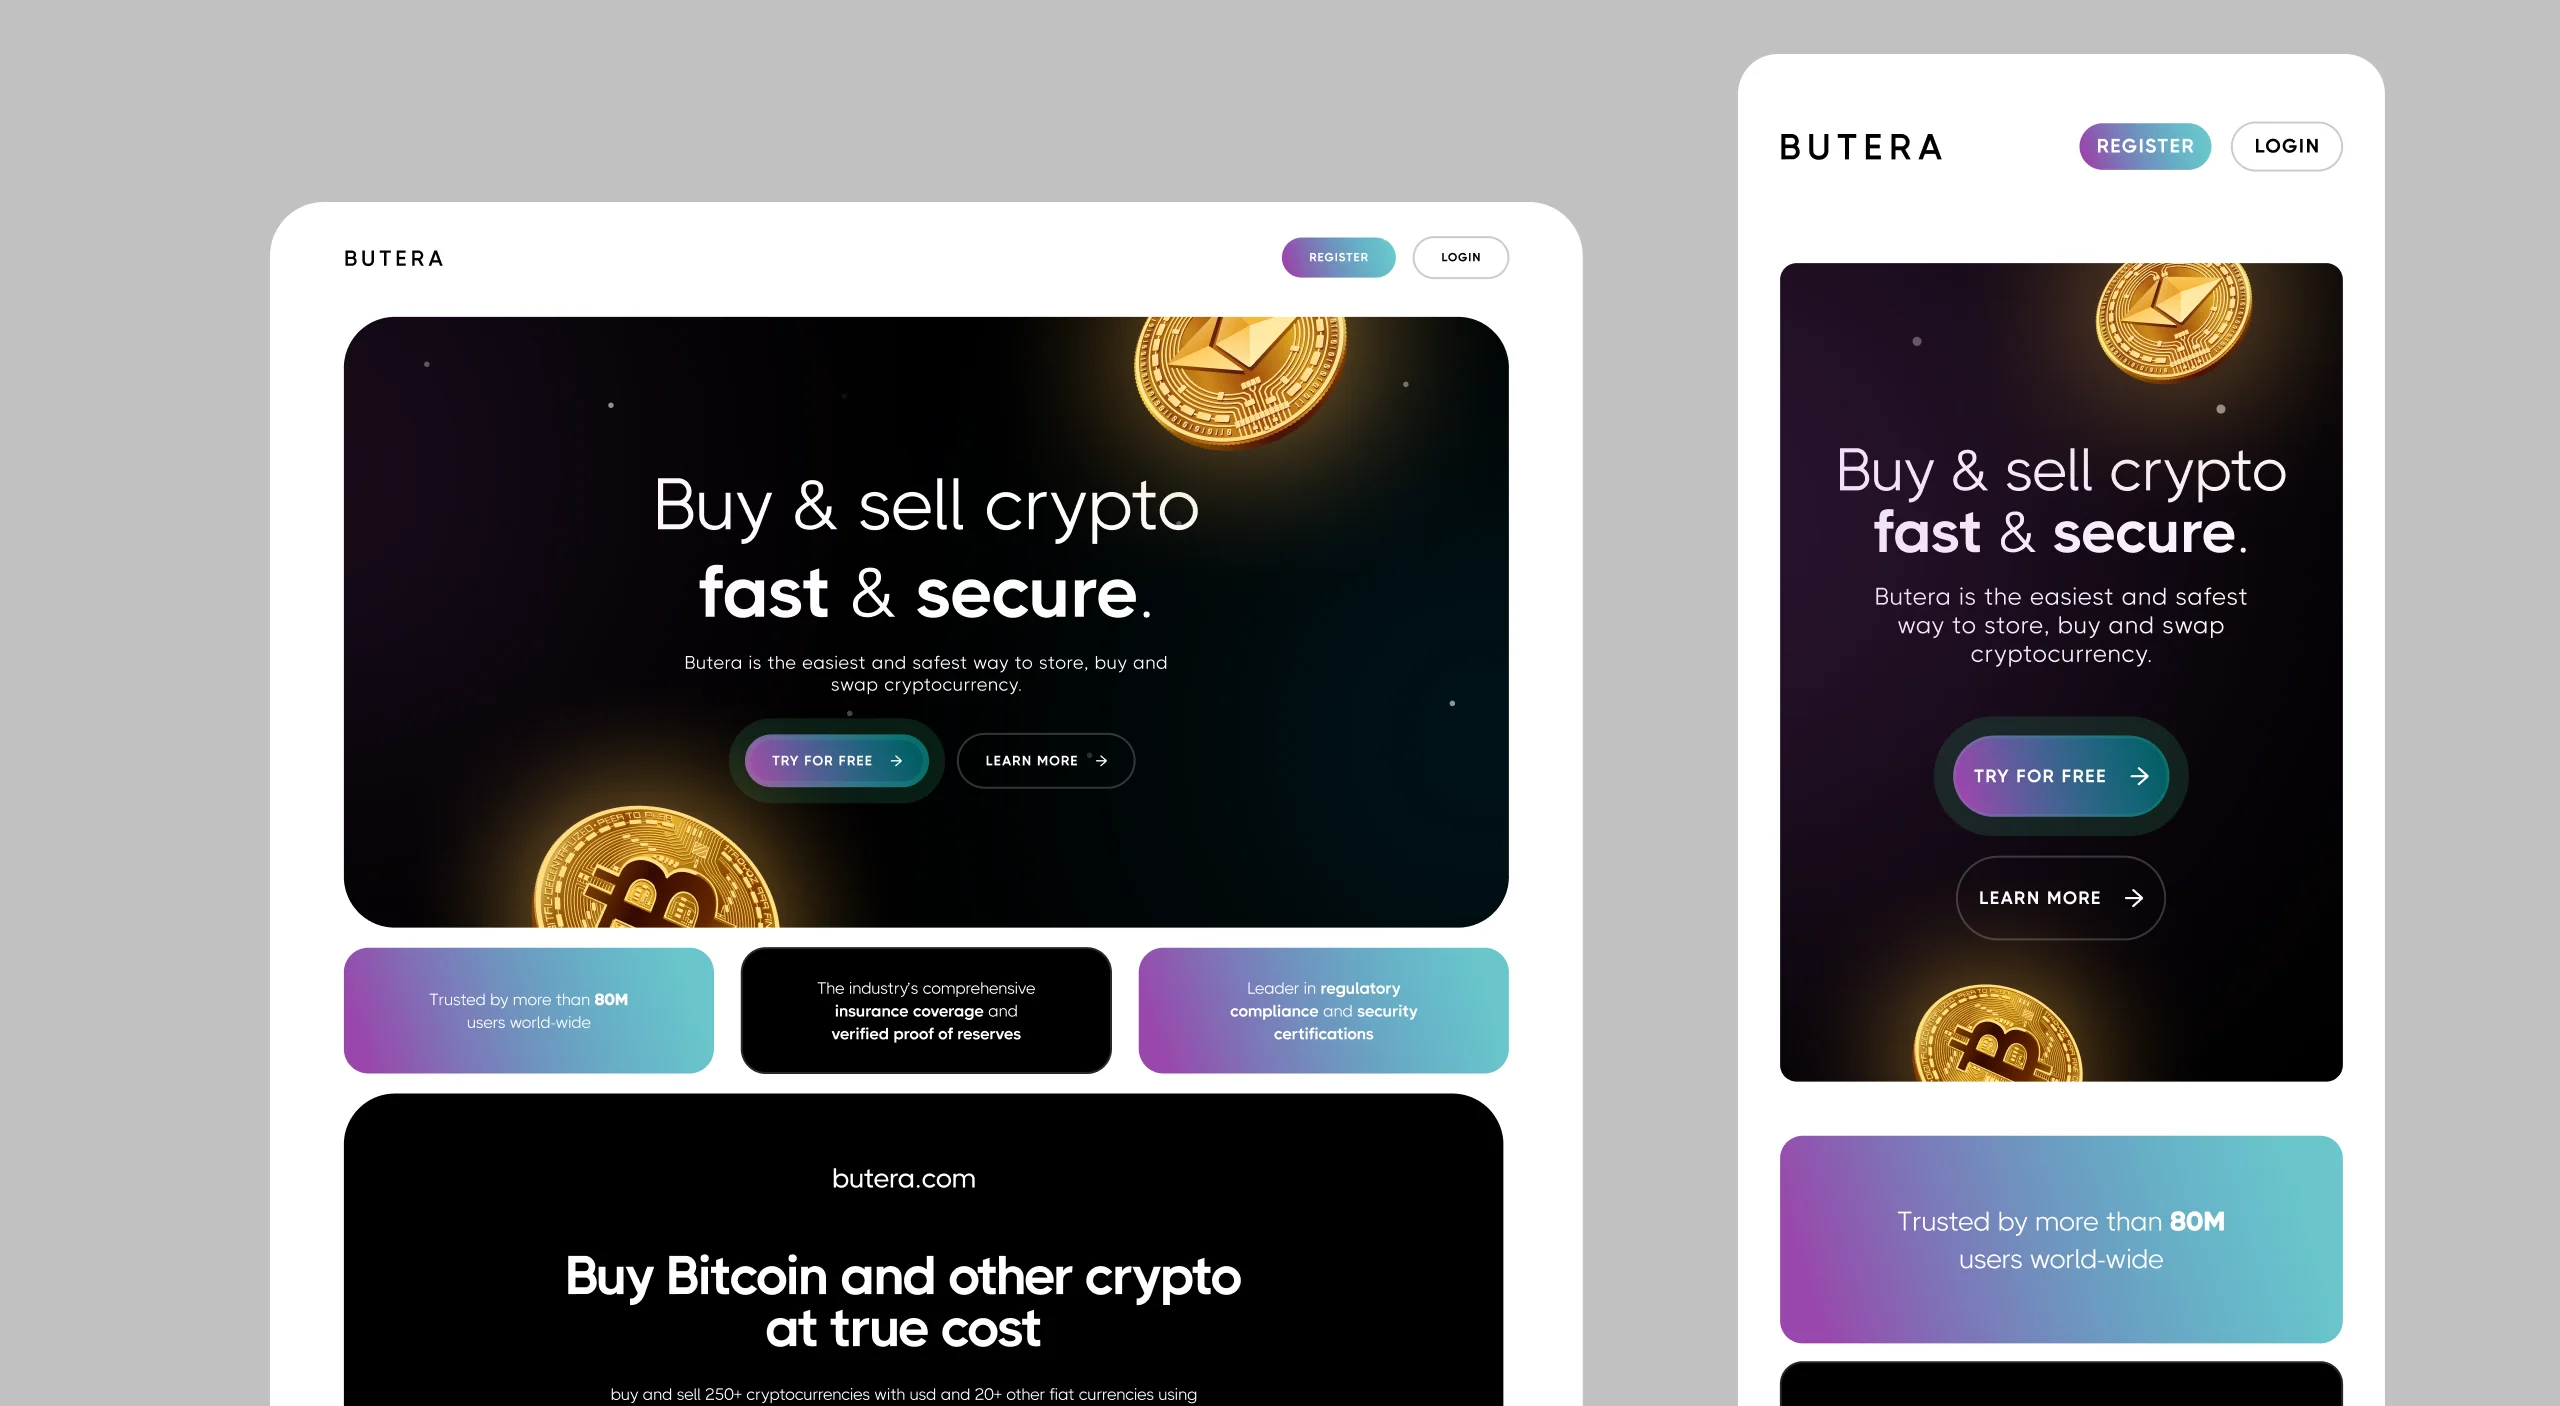 BUTERA
REGISTER
LOGIN
Buy & sell crypto
fast & secure.
Butera is the easiest and safest way to store, buy and
swap cryptocurrency.
TRY FOR FREE
LEARN MORE
Trusted by more than 80M
users world-wide
The industry's comprehensive
insurance coverage and
verified proof of reserves
Leader in regulatory
compliance and security
certifications
butera.com
Buy Bitcoin and other crypto
at true cost
buy and sell 250+ cryptocurrencies with usd and 20+ other fiat currencies using
BUTERA
REGISTER
LOGIN
Buy & sell crypto
fast & secure.
Butera is the easiest and safest
way to store, buy and swap
cryptocurrency.
TRY FOR FREE
LEARN MORE
Trusted by more than 80M
users world-wide